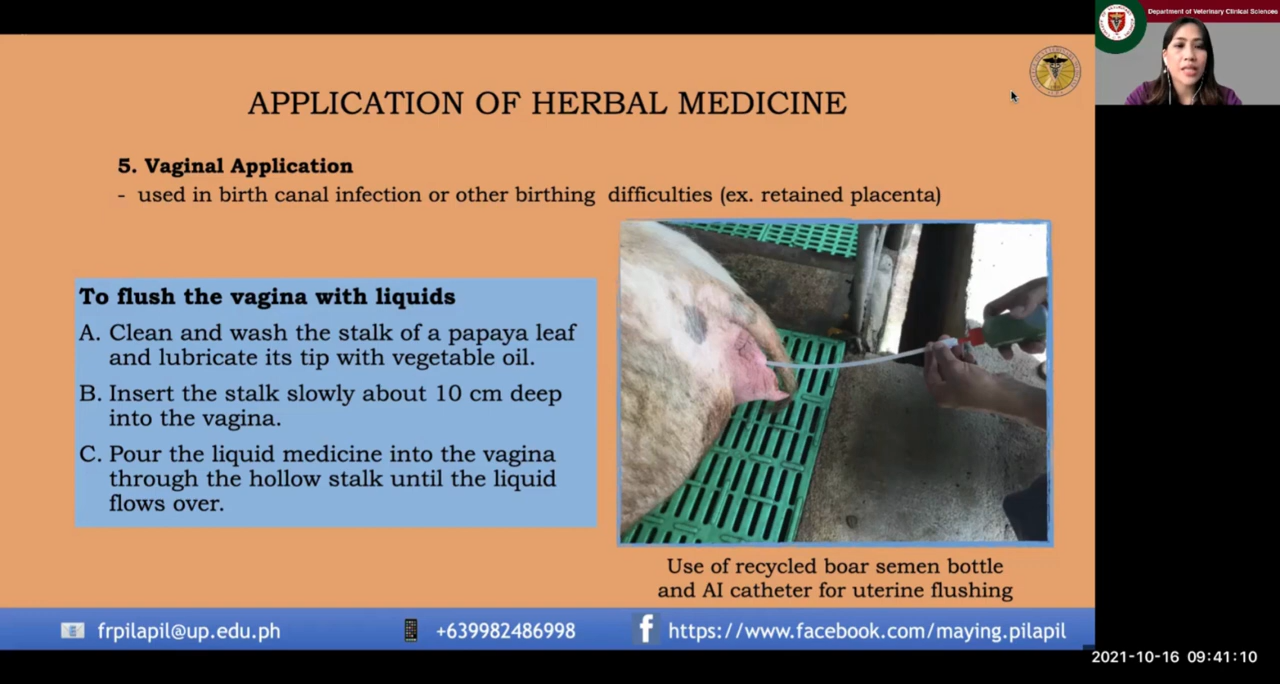 Department of Veterinary Clinical Sciences
APPLICATION OF HERBAL MEDICINE
5. Vaginal Application
- used in birth canal infection or other birthing difficulties (ex. retained placenta)
To flush the vagina with liquids
A. Clean and wash the stalk of a papaya leaf
and lubricate its tip with vegetable oil.
B. Insert the stalk slowly about 10 cm deep
into the vagina.
C. Pour the liquid medicine into the vagina
through the hollow stalk until the liquid
flows over.
Use of recycled boar semen bottle
and AI catheter for uterine flushing
frpilapil@up.edu.ph
+639982486998
f https://www.facebook.com/maying.pilapil
2021-10-16 09:41:10